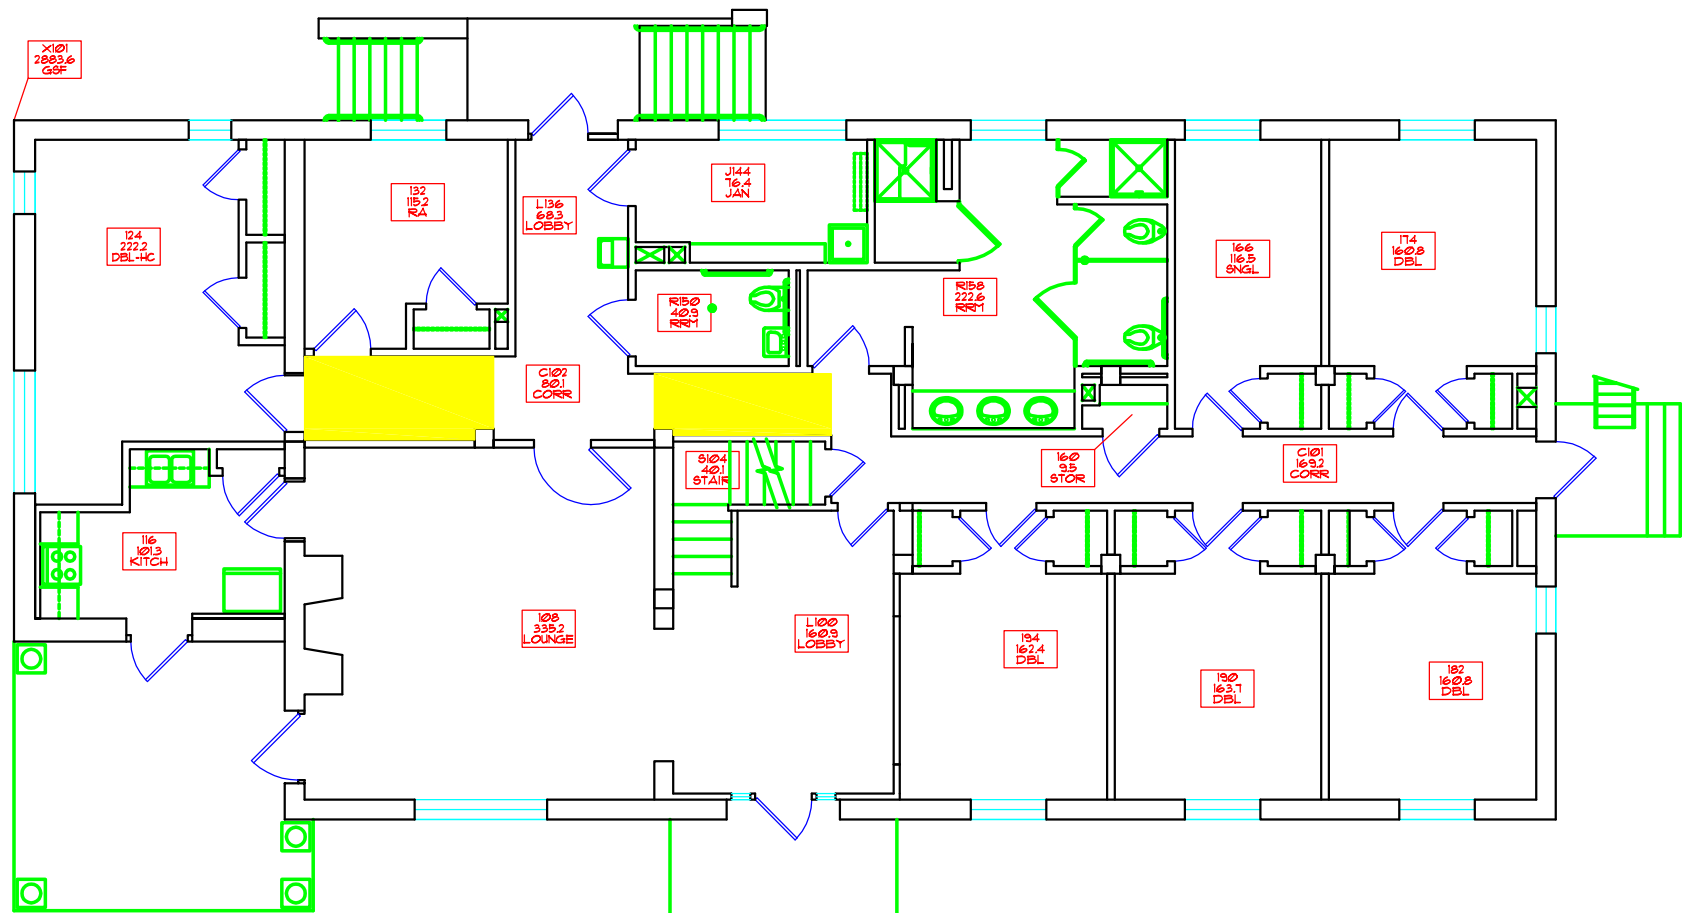 X101
2883.6
GSF
J144
76.4
JAN
132
115.2
RA
L136
68.3
LOBBY
124
222.2
DBL-HC
166
116.5
SNGL
174
160.8
DBL
R150
40.9
RRM
R158
222.6
RRM
C102
80.1
CORR
S104
40.1
STAIR
160
9.5
STOR
C101
169.2
CORR
116
101.3
KITCH
108
335.2
LOUNGE
L100
160.9
LOBBY
194
162.4
DBL
190
163.7
DBL
182
160.8
DBL